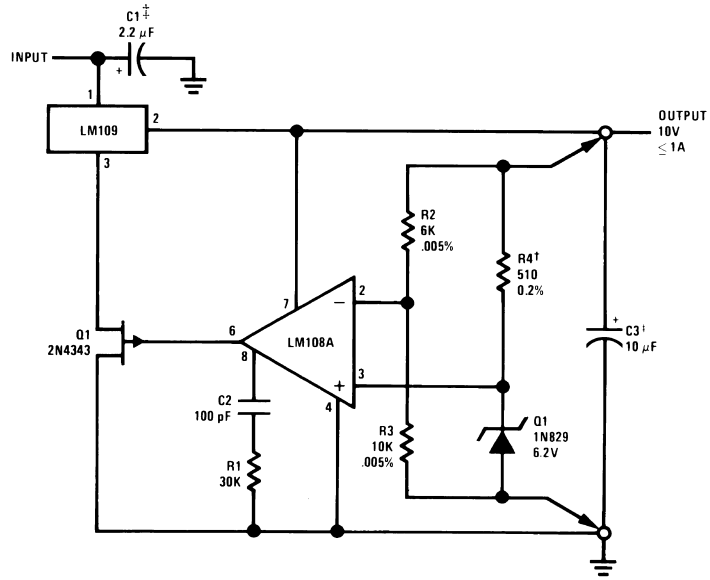 C1‡
2.2 µF
INPUT
+
1
LM109
2
3
OUTPUT
10V
≤ 1A
R2
6K
.005%
R4†
510
0.2%
7
2
−
6
LM108A
8
3
+
4
Q1
2N4343
C2
100 pF
R1
30K
R3
10K
.005%
Q1
1N829
6.2V
+
C3‡
10 µF